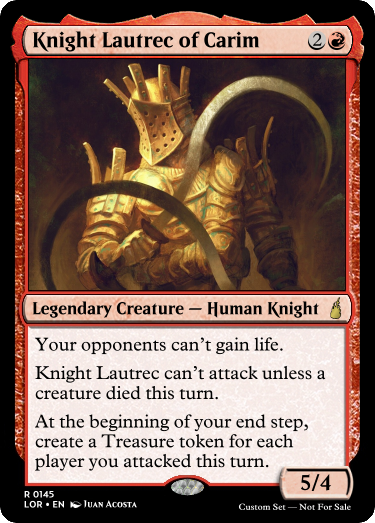 Knight Lautrec of Carim 2
Legendary Creature — Human Knight
Your opponents can't gain life.
Knight Lautrec can't attack unless a
creature died this turn.
At the beginning of your end step,
create a Treasure token for each
player you attacked this turn.
5/4
R 0145
LOR • EN Juan Acosta
Custom Set — Not For Sale